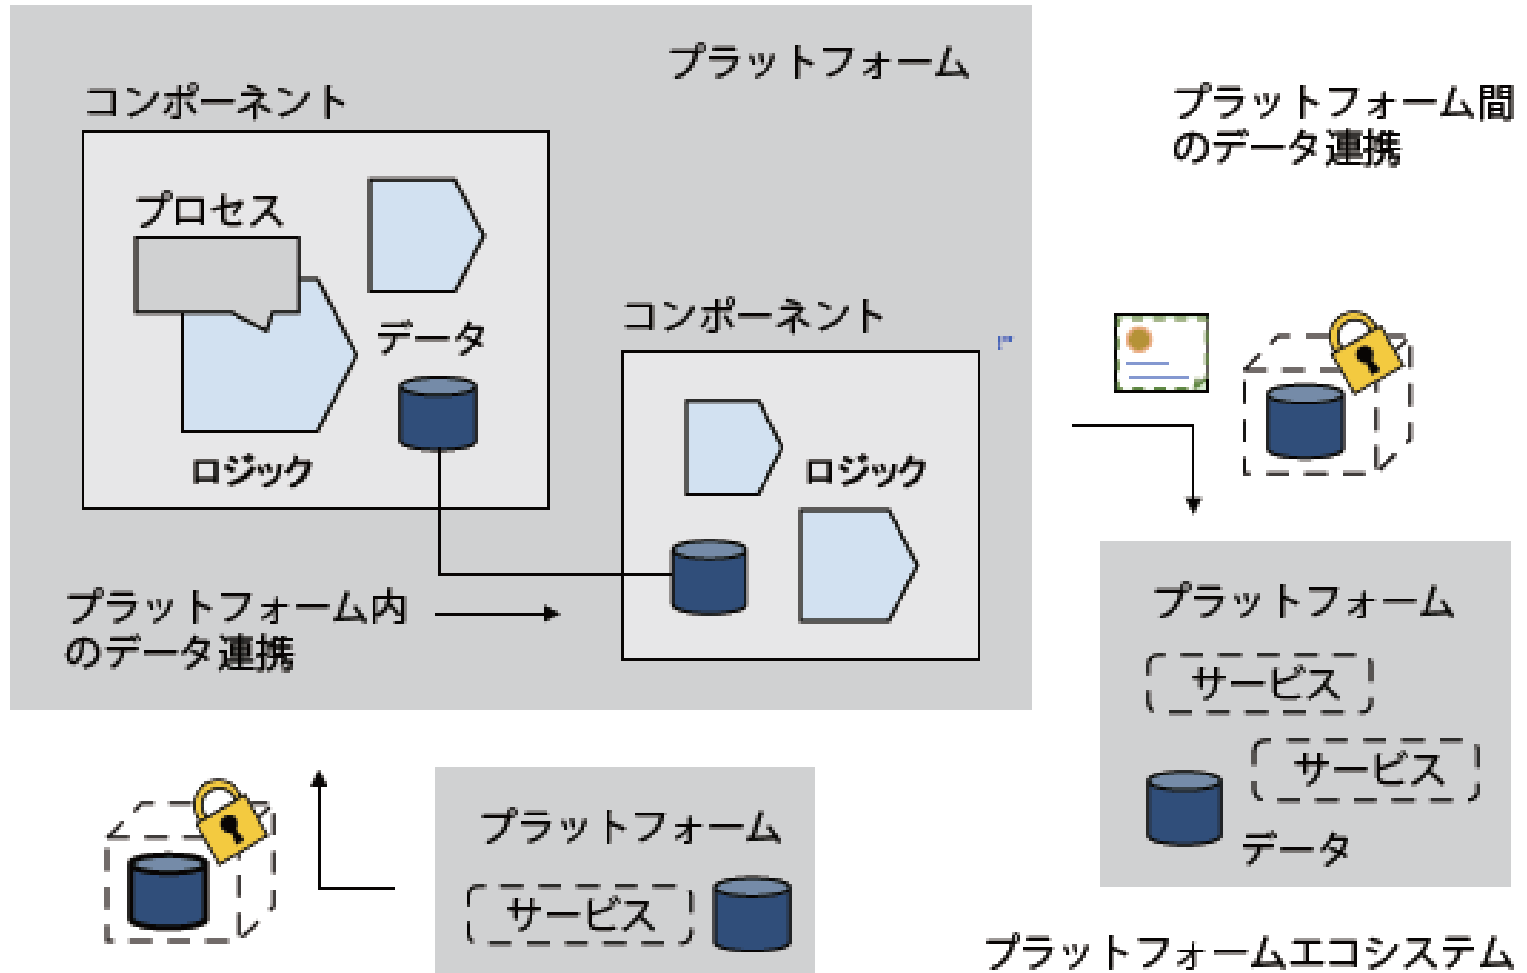 プラットフォーム
コンポーネント
プロセス
データ
ロジック
コンポーネント
ロジック
プラットフォーム内
のデータ連携
プラットフォーム間
のデータ連携
プラットフォーム
サービス
サービス
データ
プラットフォーム
サービス
プラットフォームエコシステム